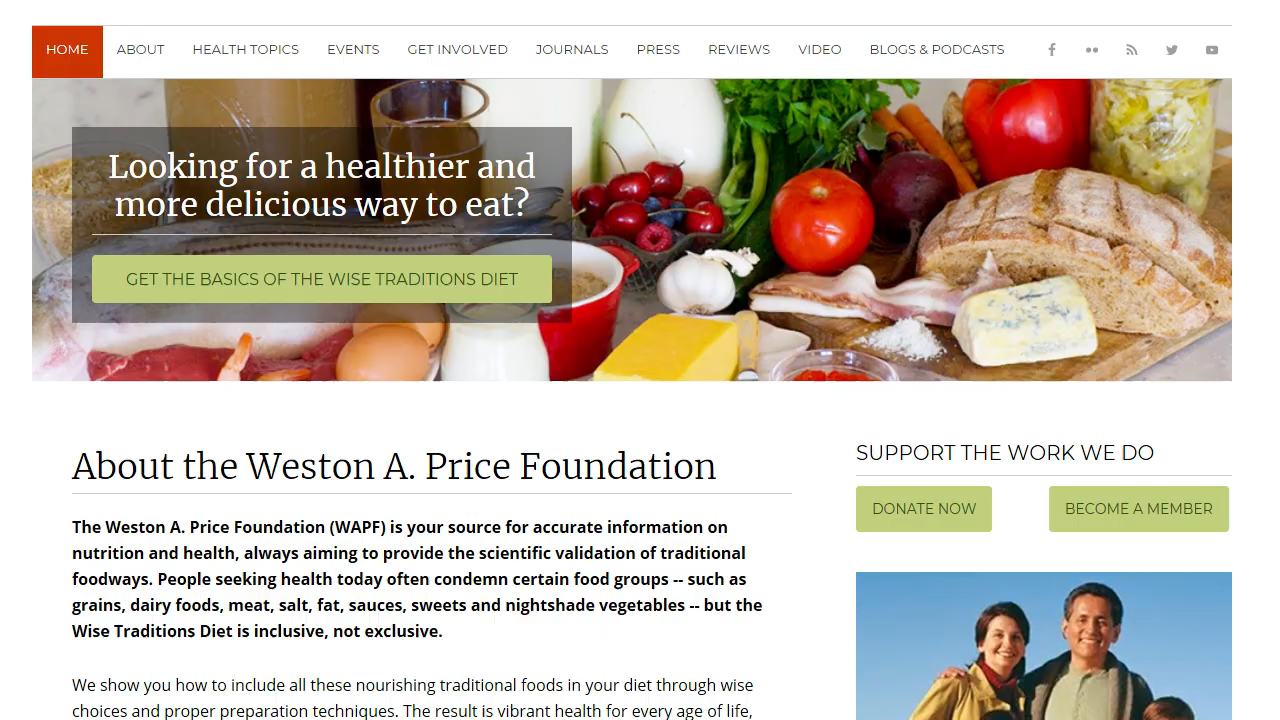 HOME ABOUT HEALTH TOPICS EVENTS GET INVOLVED JOURNALS PRESS REVIEWS VIDEO BLOGS & PODCASTS
Looking for a healthier and
more delicious way to eat?
GET THE BASICS OF THE WISE TRADITIONS DIET
About the Weston A. Price Foundation
The Weston A. Price Foundation (WAPF) is your source for accurate information on
nutrition and health, always aiming to provide the scientific validation of traditional
foodways. People seeking health today often condemn certain food groups -- such as
grains, dairy foods, meat, salt, fat, sauces, sweets and nightshade vegetables -- but the
Wise Traditions Diet is inclusive, not exclusive.
We show you how to include all these nourishing traditional foods in your diet through wise
choices and proper preparation techniques. The result is vibrant health for every age of life,
SUPPORT THE WORK WE DO
DONATE NOW BECOME A MEMBER